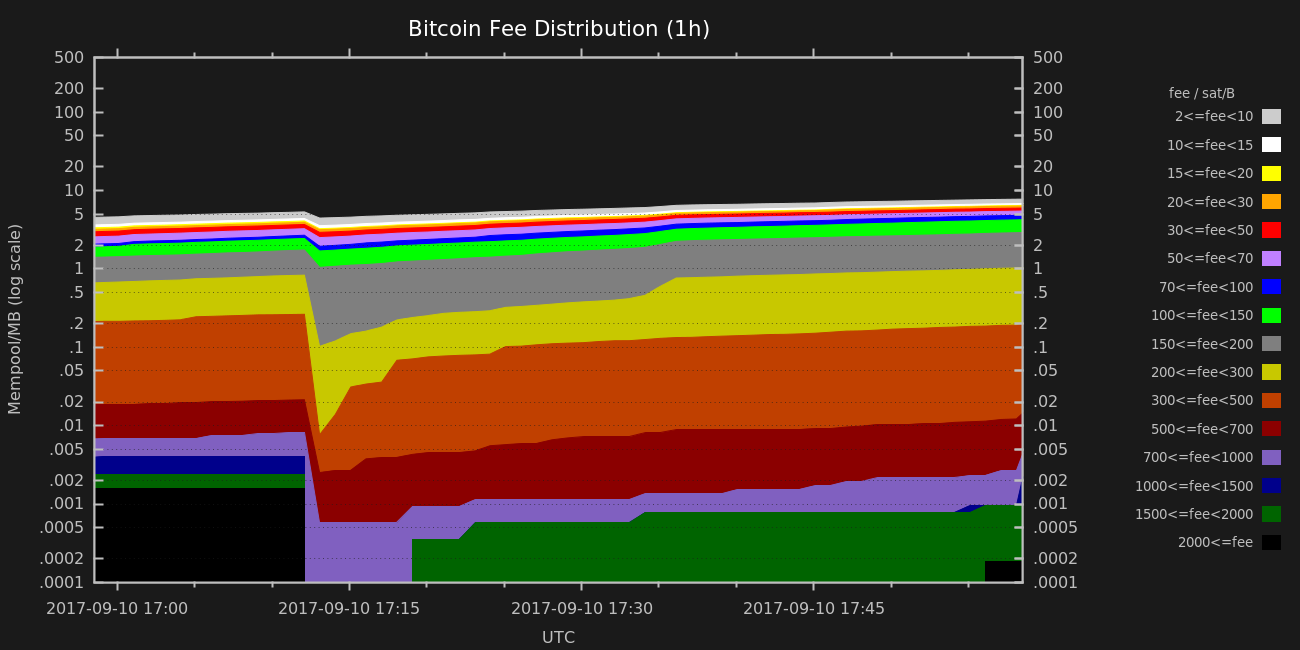 Bitcoin Fee Distribution (1h)
Mempool/MB (log scale)
500
200
100
50
20
10
5
2
1
.5
.2
.1
.05
.02
.01
.005
.002
.001
.0005
.0002
.0001
500
200
100
50
20
10
5
2
1
.5
.2
.1
.05
.02
.01
.005
.002
.001
.0005
.0002
.0001
fee / sat/B
2<=fee<10
10<=fee<15
15<=fee<20
20<=fee<30
30<=fee<50
50<=fee<70
70<=fee<100
100<=fee<150
150<=fee<200
200<=fee<300
300<=fee<500
500<=fee<700
700<=fee<1000
1000<=fee<1500
1500<=fee<2000
2000<=fee
2017-09-10 17:00 2017-09-10 17:15 2017-09-10 17:30 2017-09-10 17:45
UTC